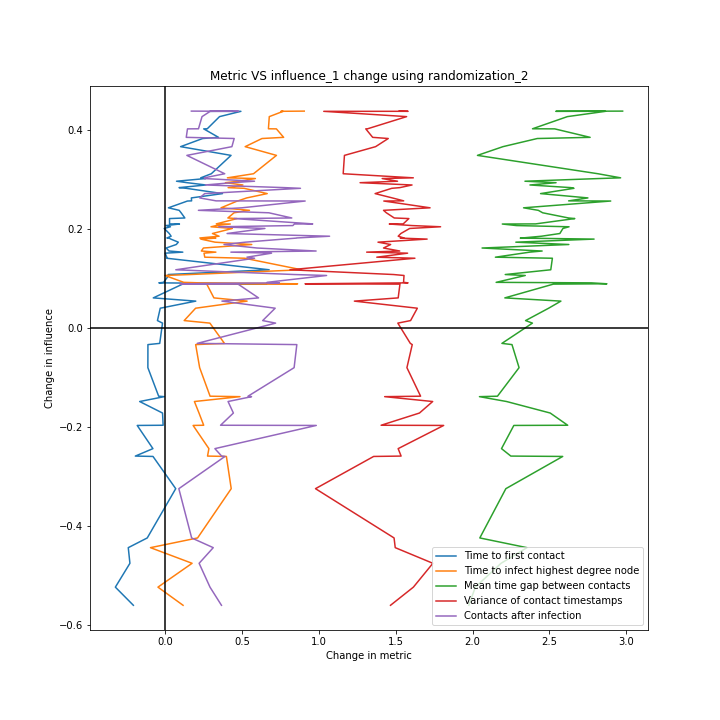 Metric VS influence_1 change using randomization_2
Change in influence
0.4
0.2
0.0
−0.2
−0.4
−0.6
Time to first contact
Time to infect highest degree node
Mean time gap between contacts
Variance of contact timestamps
Contacts after infection
0.0 0.5 1.0 1.5 2.0 2.5 3.0
Change in metric